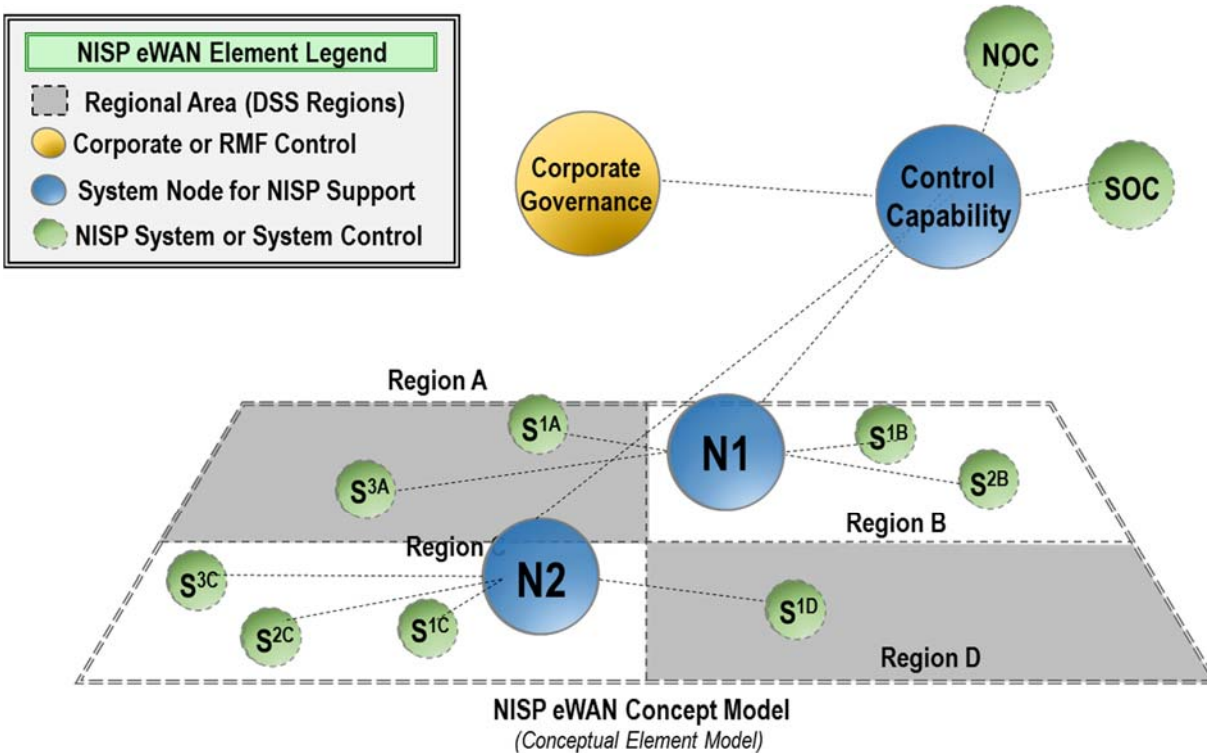 NISP eWAN Element Legend
Regional Area (DSS Regions)
Corporate or RMF Control
System Node for NISP Support
NISP System or System Control
NOC
Corporate
Governance
Control
Capability
SOC
Region A
S1A
N1
S1B
S3A
S2B
Region B
Region C
N2
S3C
S2C
S1C
S1D
Region D
NISP eWAN Concept Model
(Conceptual Element Model)